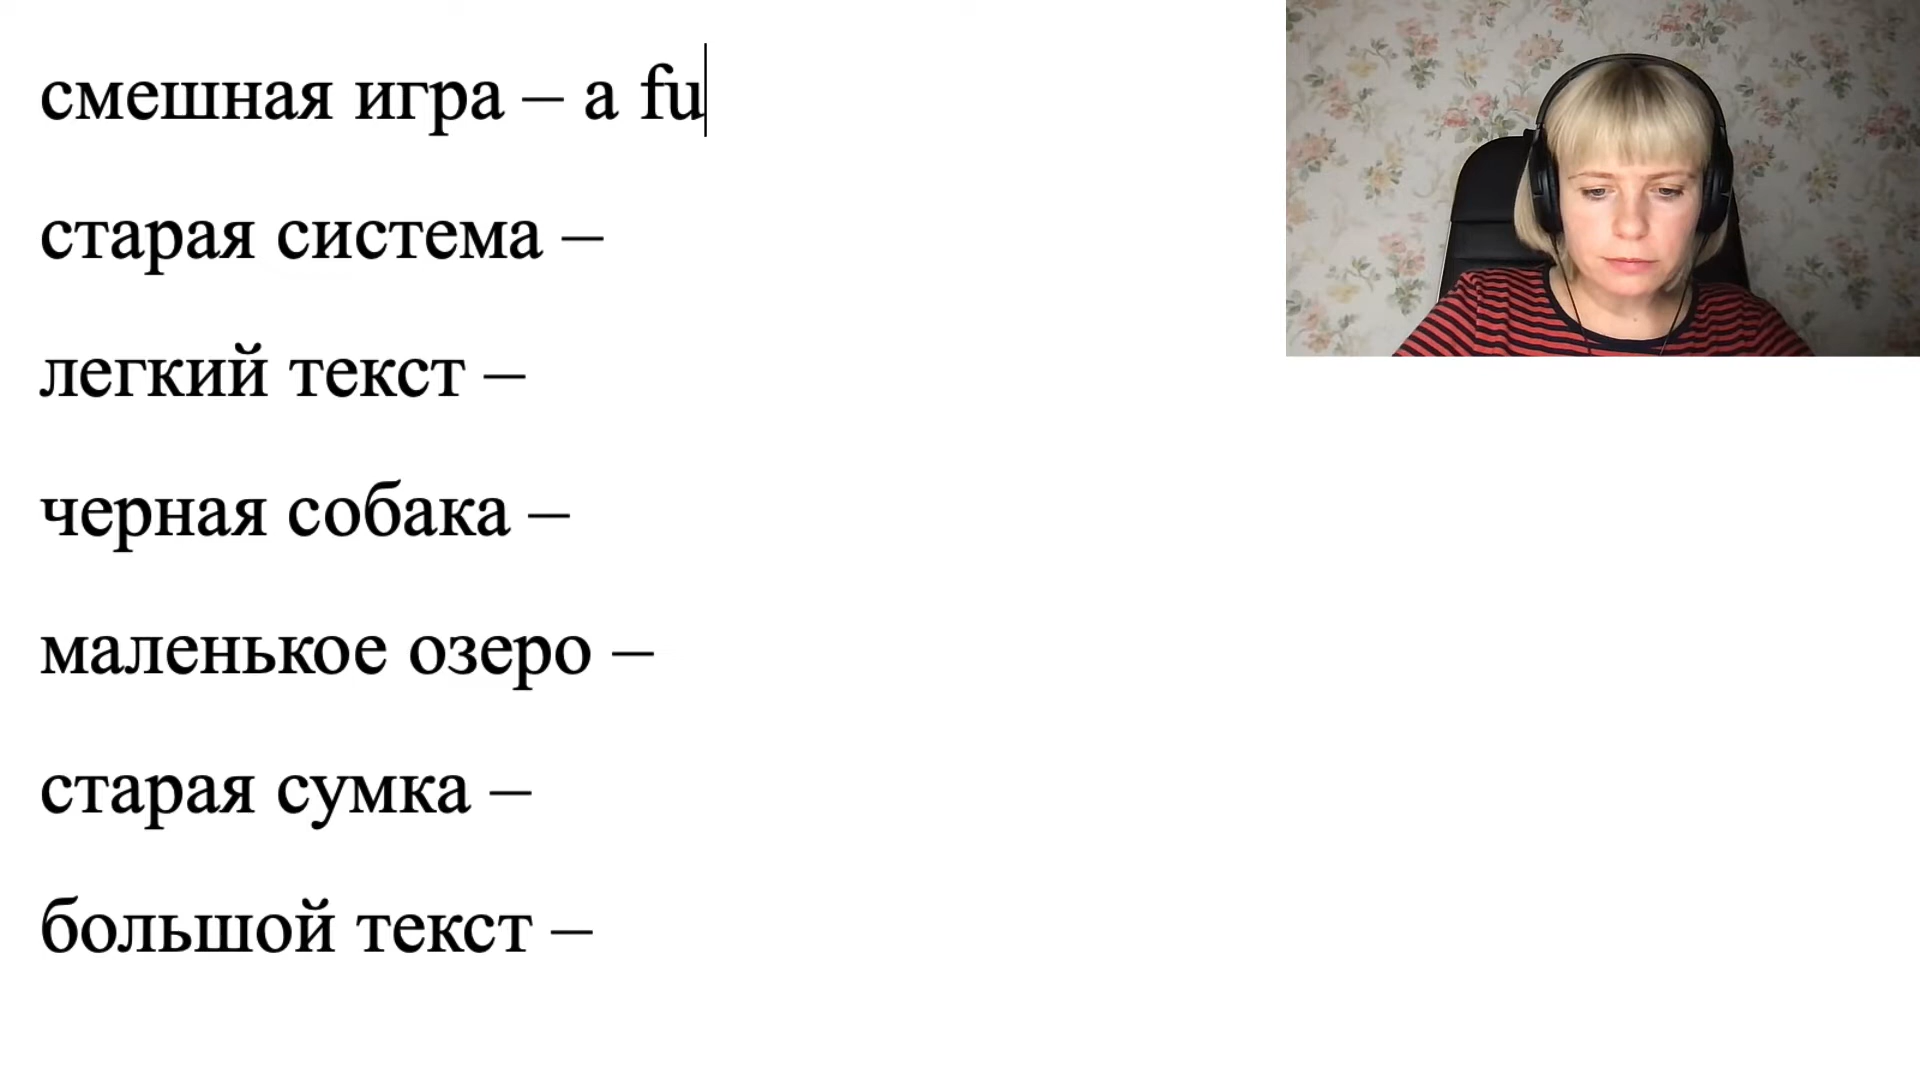 смешная игра – a fu
старая система –
легкий текст –
черная собака –
маленькое озеро –
старая сумка –
большой текст –